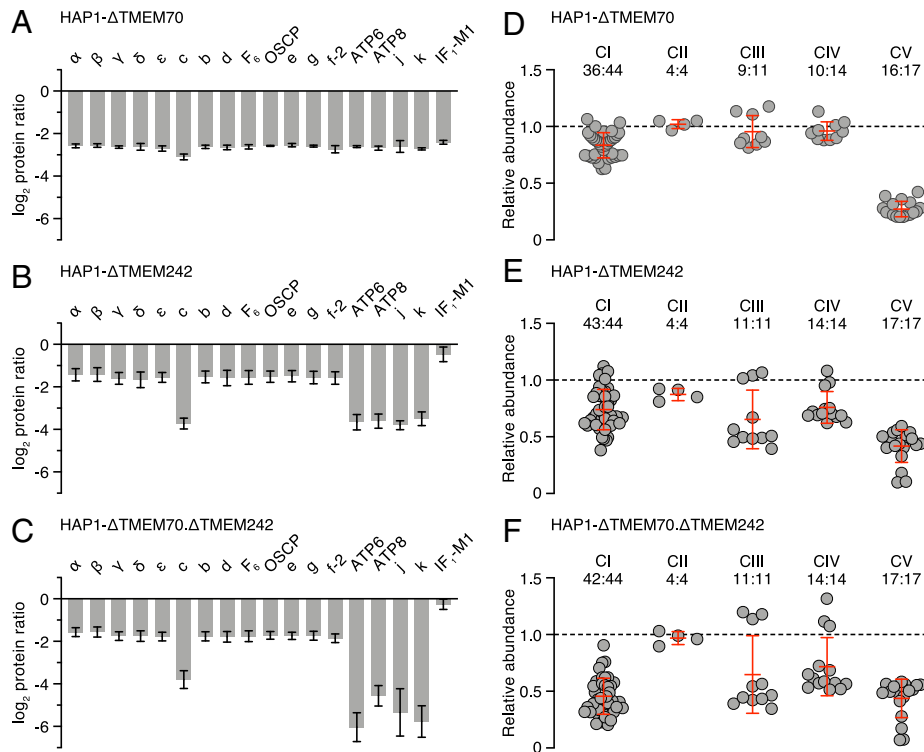 A HAP1-ΔTMEM70
α β γ δ ε c b d F₆ OSCP e g f-2 ATP6 ATP8 j k IF₁-M1
0
-2
-4
-6
log₂ protein ratio
B HAP1-ΔTMEM242
α β γ δ ε c b d F₆ OSCP e g f-2 ATP6 ATP8 j k IF₁-M1
0
-2
-4
-6
log₂ protein ratio
C HAP1-ΔTMEM70.ΔTMEM242
α β γ δ ε c b d F₆ OSCP e g f-2 ATP6 ATP8 j k IF₁-M1
0
-2
-4
-6
log₂ protein ratio
D HAP1-ΔTMEM70
CI CII CIII CIV CV
36:44 4:4 9:11 10:14 16:17
1.5
1.0
0.5
0
Relative abundance
E HAP1-ΔTMEM242
CI CII CIII CIV CV
43:44 4:4 11:11 14:14 17:17
1.5
1.0
0.5
0
Relative abundance
F HAP1-ΔTMEM70.ΔTMEM242
CI CII CIII CIV CV
42:44 4:4 11:11 14:14 17:17
1.5
1.0
0.5
0
Relative abundance